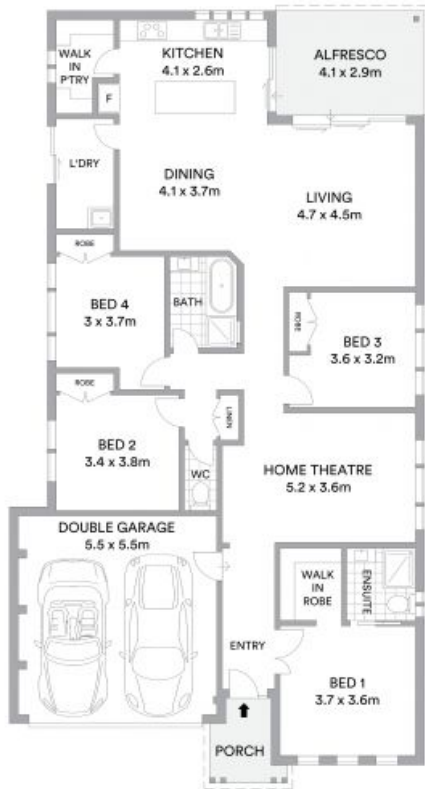 WALK
IN
PTRY
KITCHEN
4.1 x 2.6m
ALFRESCO
4.1 x 2.9m
F
L'DRY
DINING
4.1 x 3.7m
LIVING
4.7 x 4.5m
ROBE
BED 4
3 x 3.7m
BATH
ROBE
BED 3
3.6 x 3.2m
ROBE
LINEN
BED 2
3.4 x 3.8m
WC
HOME THEATRE
5.2 x 3.6m
DOUBLE GARAGE
5.5 x 5.5m
WALK
IN
ROBE
ENSUITE
ENTRY
BED 1
3.7 x 3.6m
PORCH